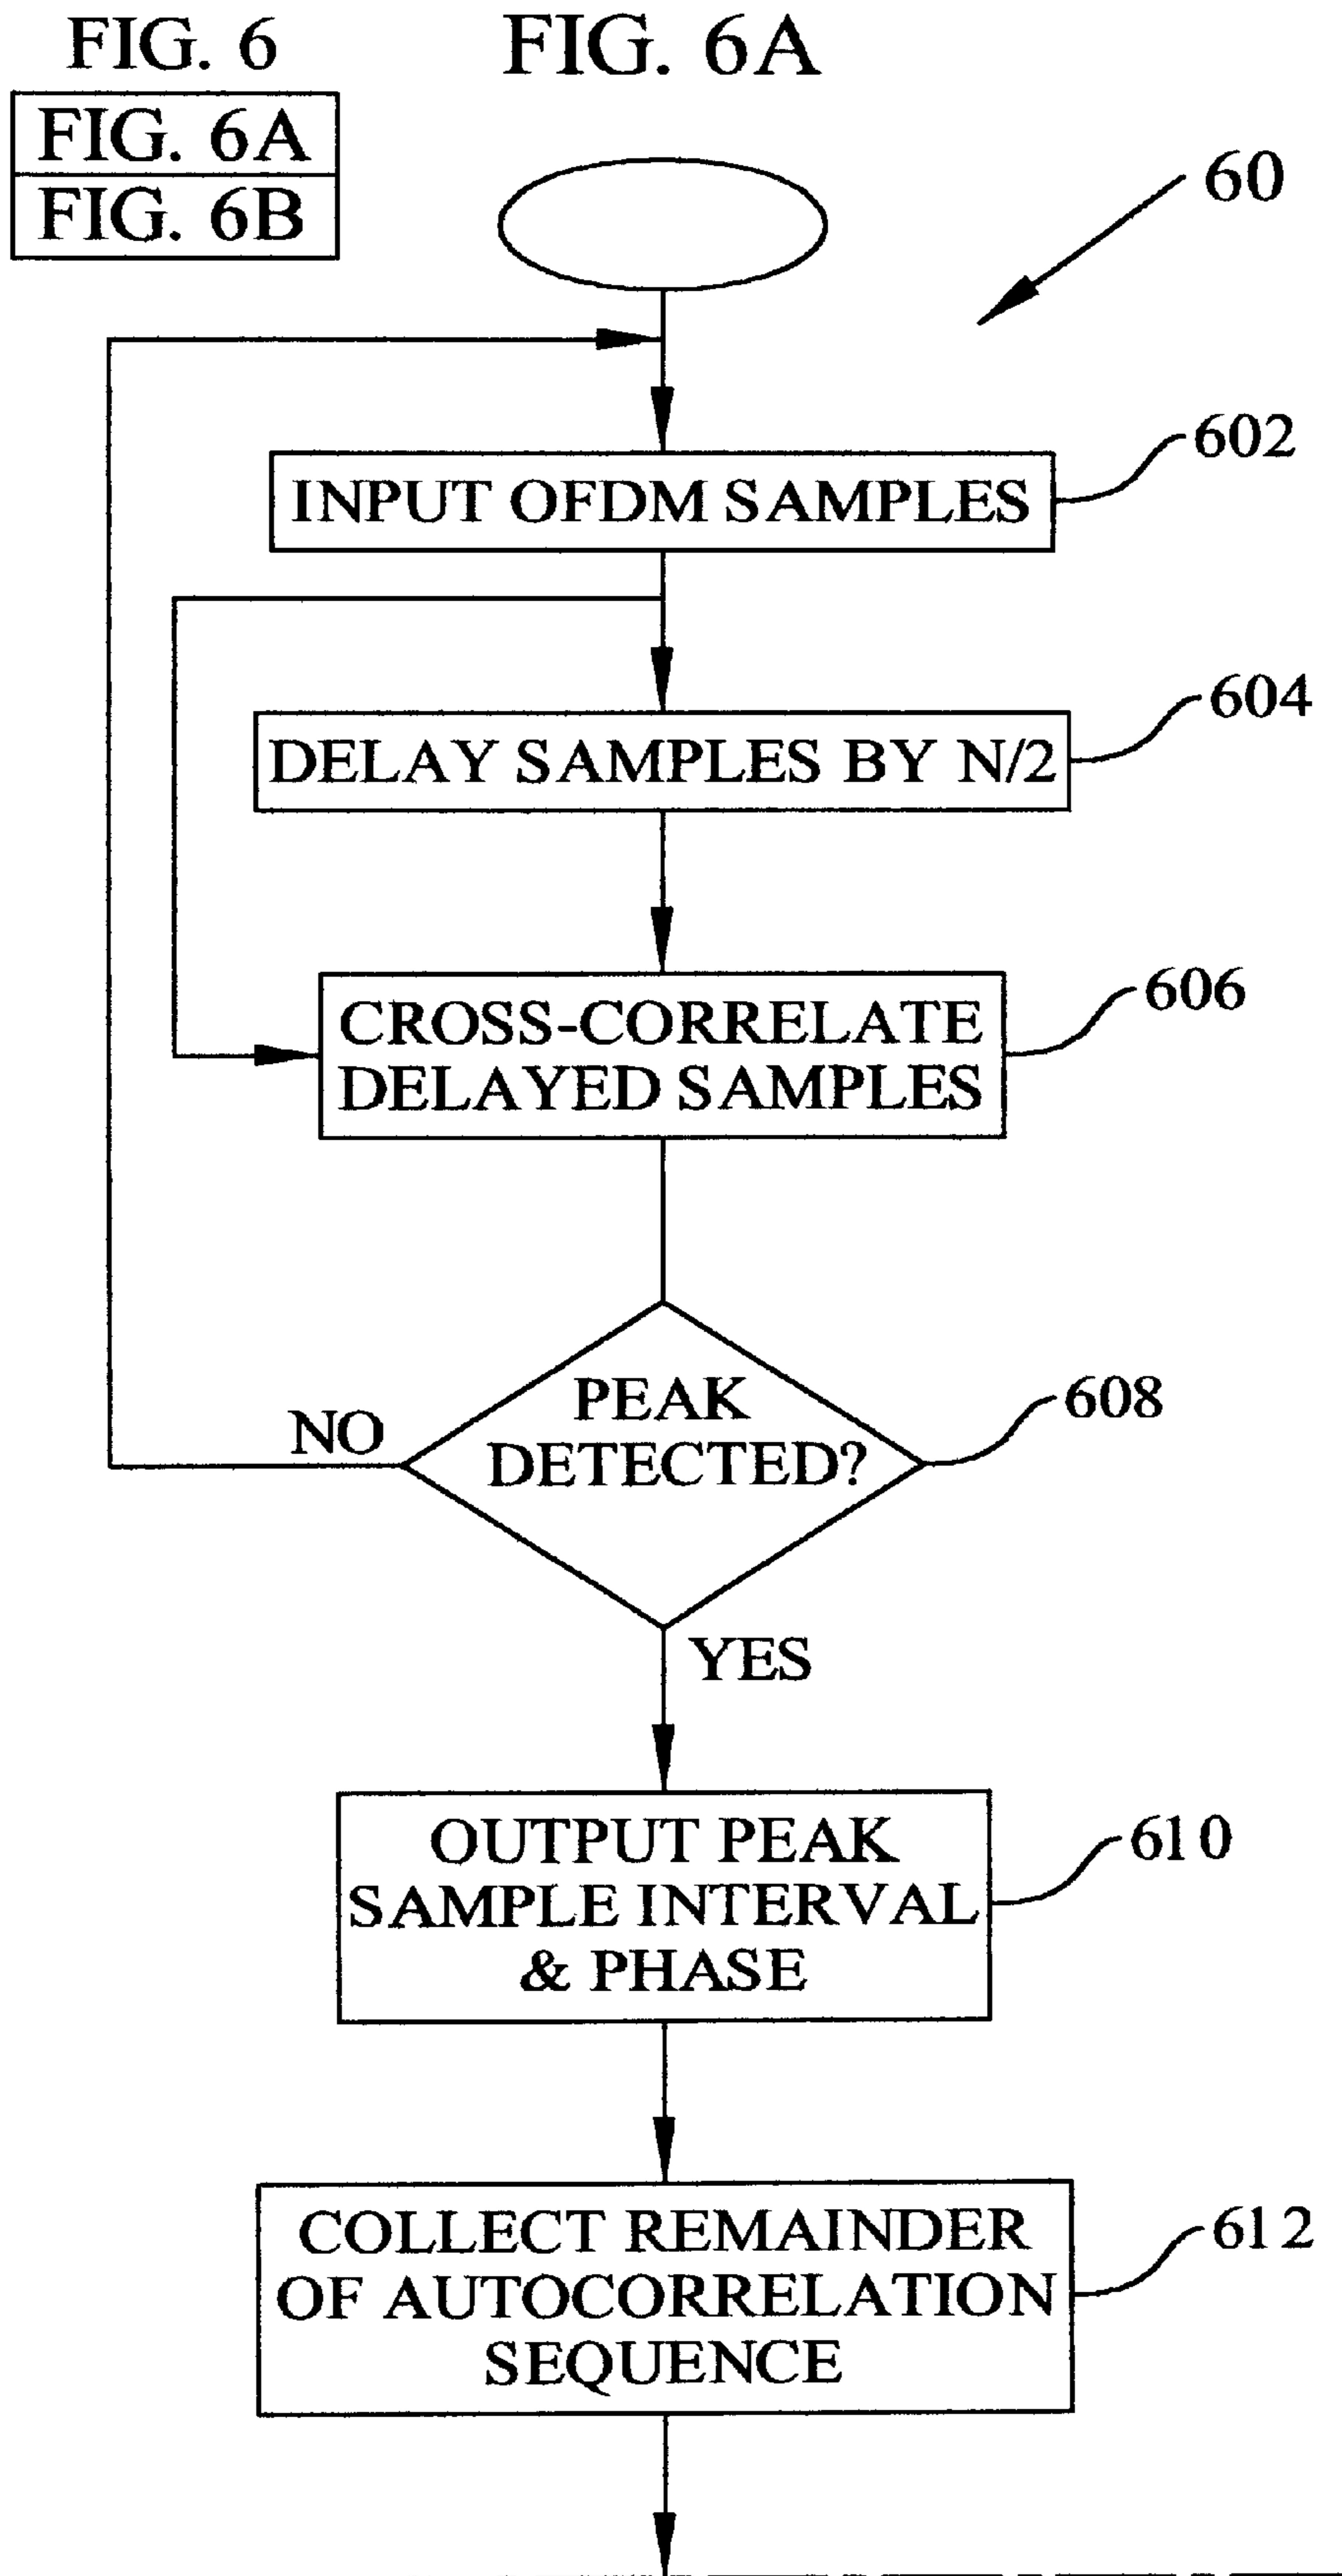 FIG. 6
FIG. 6A
FIG. 6A
FIG. 6B
60
602
INPUT OFDM SAMPLES
604
DELAY SAMPLES BY N/2
606
CROSS-CORRELATE
DELAYED SAMPLES
608
PEAK
DETECTED?
NO
YES
610
OUTPUT PEAK
SAMPLE INTERVAL
& PHASE
612
COLLECT REMAINDER
OF AUTOCORRELATION
SEQUENCE